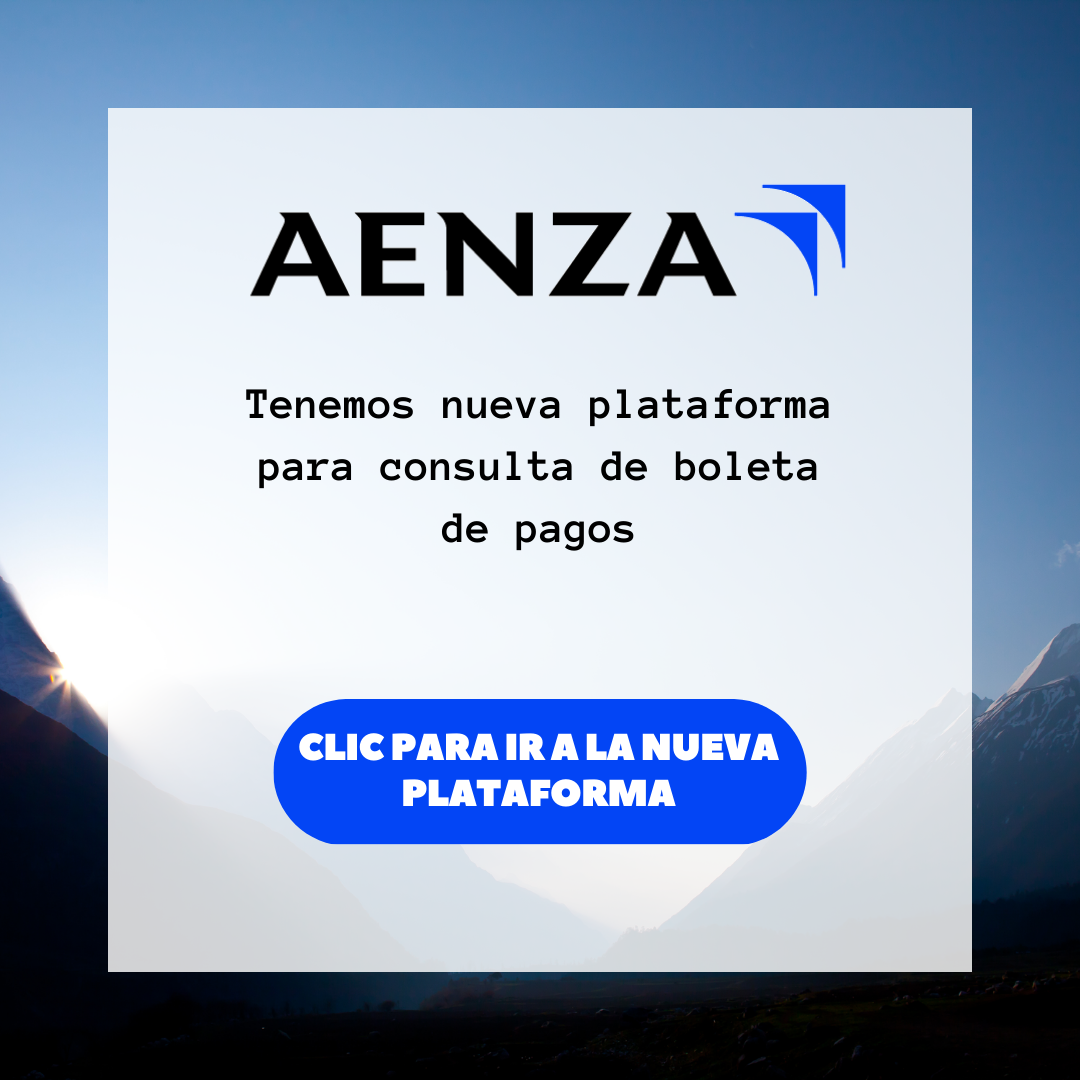 AENZA
Tenemos nueva plataforma
para consulta de boleta
de pagos
CLIC PARA IR A LA NUEVA
PLATAFORMA